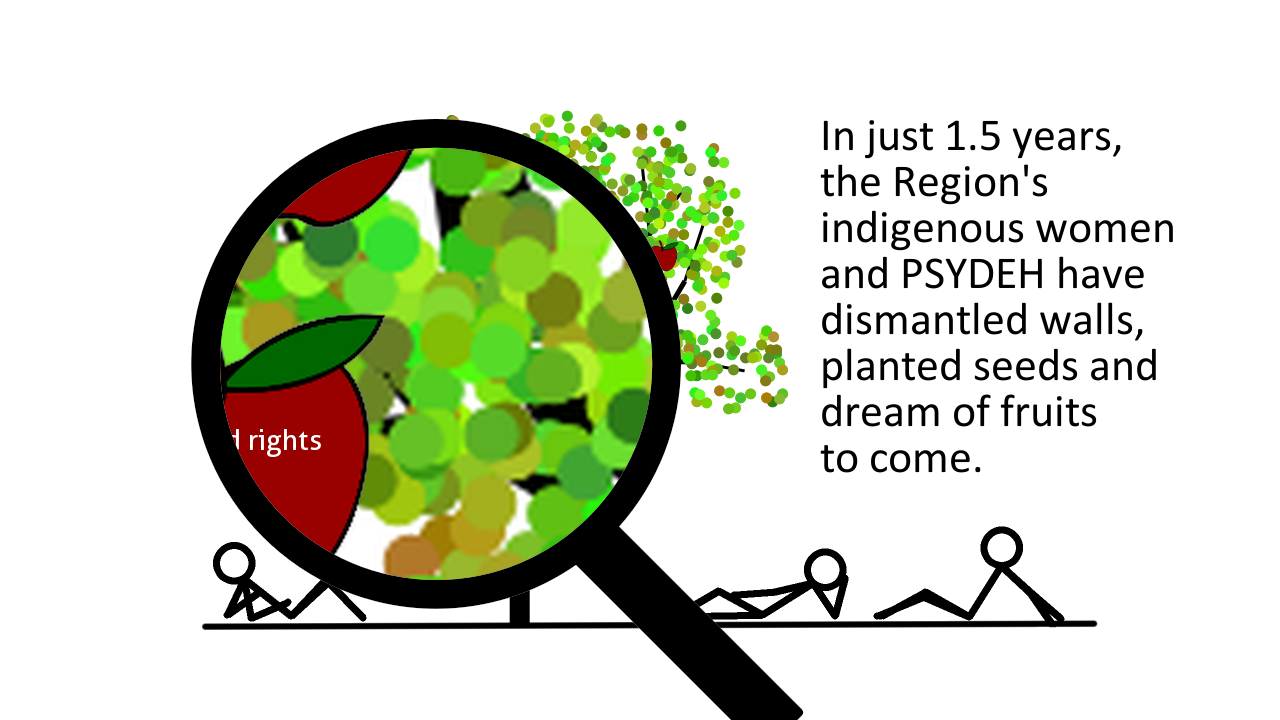 In just 1.5 years,
the Region's
indigenous women
and PSYDEH have
dismantled walls,
planted seeds and
dream of fruits
to come.
rights